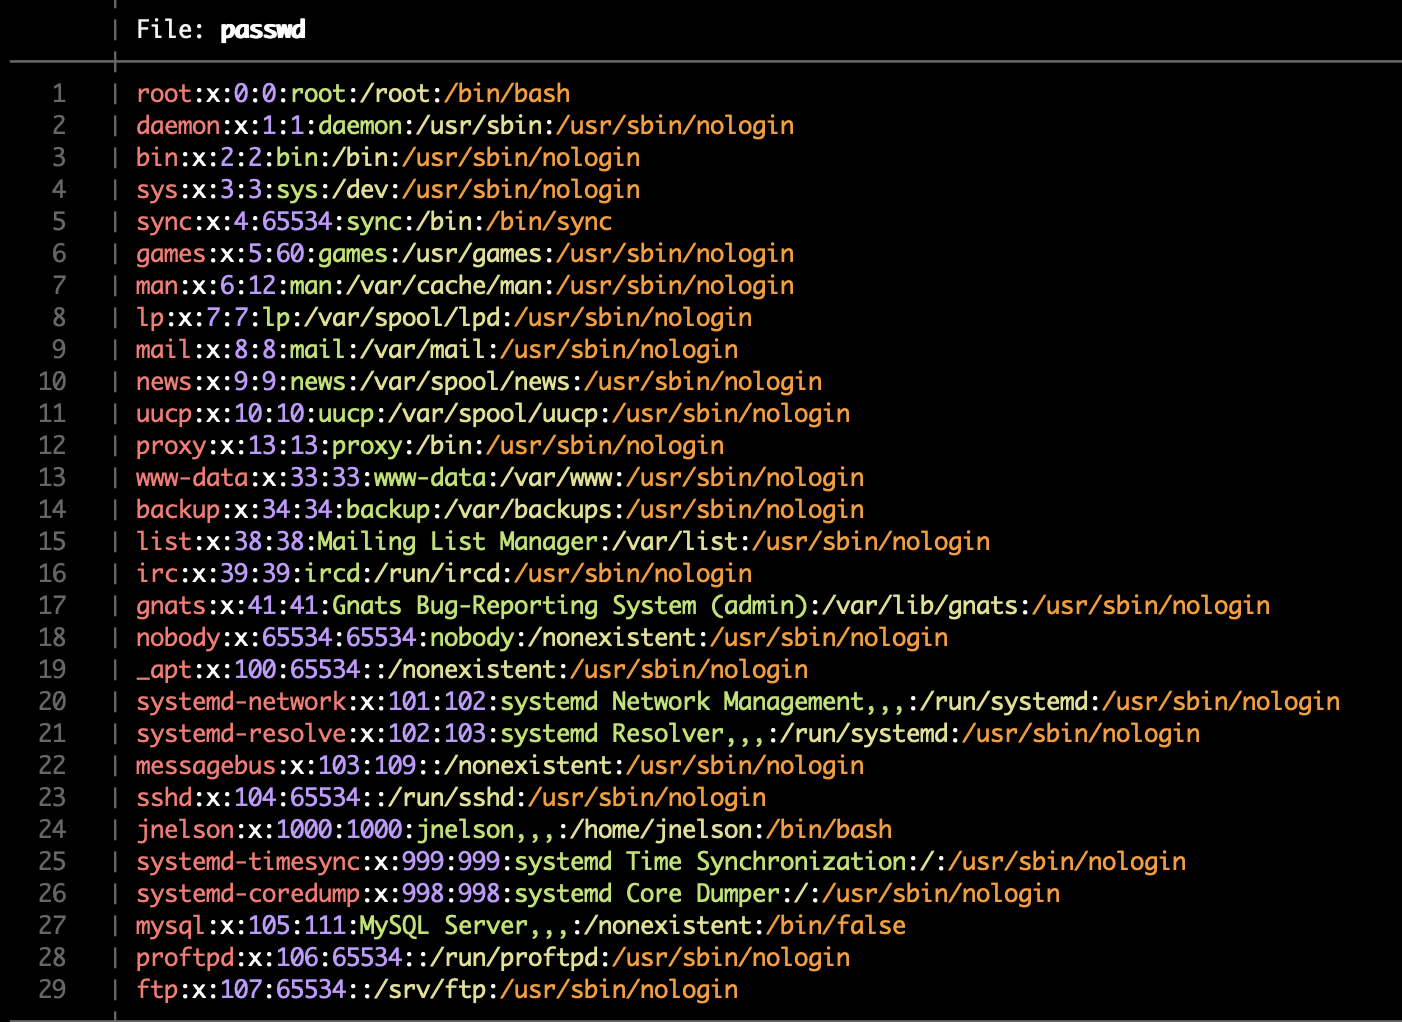 File: passwd
1 root:x:0:0:root:/root:/bin/bash
2 daemon:x:1:1:daemon:/usr/sbin:/usr/sbin/nologin
3 bin:x:2:2:bin:/bin:/usr/sbin/nologin
4 sys:x:3:3:sys:/dev:/usr/sbin/nologin
5 sync:x:4:65534:sync:/bin:/bin/sync
6 games:x:5:60:games:/usr/games:/usr/sbin/nologin
7 man:x:6:12:man:/var/cache/man:/usr/sbin/nologin
8 lp:x:7:7:lp:/var/spool/lpd:/usr/sbin/nologin
9 mail:x:8:8:mail:/var/mail:/usr/sbin/nologin
10 news:x:9:9:news:/var/spool/news:/usr/sbin/nologin
11 uucp:x:10:10:uucp:/var/spool/uucp:/usr/sbin/nologin
12 proxy:x:13:13:proxy:/bin:/usr/sbin/nologin
13 www-data:x:33:33:www-data:/var/www:/usr/sbin/nologin
14 backup:x:34:34:backup:/var/backups:/usr/sbin/nologin
15 list:x:38:38:Mailing List Manager:/var/list:/usr/sbin/nologin
16 irc:x:39:39:ircd:/run/ircd:/usr/sbin/nologin
17 gnats:x:41:41:Gnats Bug-Reporting System (admin):/var/lib/gnats:/usr/sbin/nologin
18 nobody:x:65534:65534:nobody:/nonexistent:/usr/sbin/nologin
19 _apt:x:100:65534::/nonexistent:/usr/sbin/nologin
20 systemd-network:x:101:102:systemd Network Management,,,:/run/systemd:/usr/sbin/nologin
21 systemd-resolve:x:102:103:systemd Resolver,,,:/run/systemd:/usr/sbin/nologin
22 messagebus:x:103:109::/nonexistent:/usr/sbin/nologin
23 sshd:x:104:65534::/run/sshd:/usr/sbin/nologin
24 jnelson:x:1000:1000:jnelson,,,:/home/jnelson:/bin/bash
25 systemd-timesync:x:999:999:systemd Time Synchronization:/:/usr/sbin/nologin
26 systemd-coredump:x:998:998:systemd Core Dumper:/:/usr/sbin/nologin
27 mysql:x:105:111:MySQL Server,,,:/nonexistent:/bin/false
28 proftpd:x:106:65534::/run/proftpd:/usr/sbin/nologin
29 ftp:x:107:65534::/srv/ftp:/usr/sbin/nologin